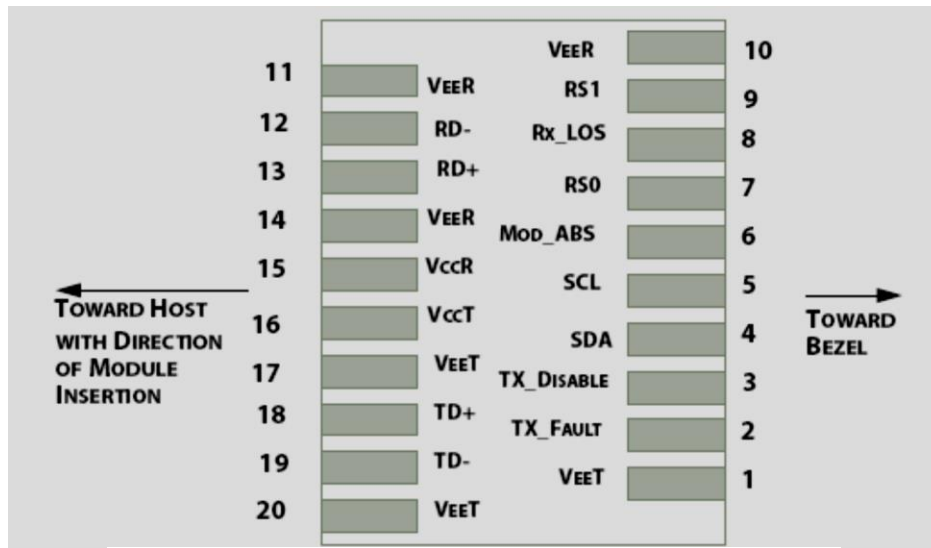 11 VEER
12 RD-
13 RD+
14 VEER
15 VccR
16 VccT
17 VEET
18 TD+
19 TD-
20 VEET
VEER 10
RS1 9
Rx_LOS 8
RS0 7
MOD_ABS 6
SCL 5
SDA 4
TX_DISABLE 3
TX_FAULT 2
VEET 1
TOWARD HOST
WITH DIRECTION
OF MODULE
INSERTION
TOWARD
BEZEL